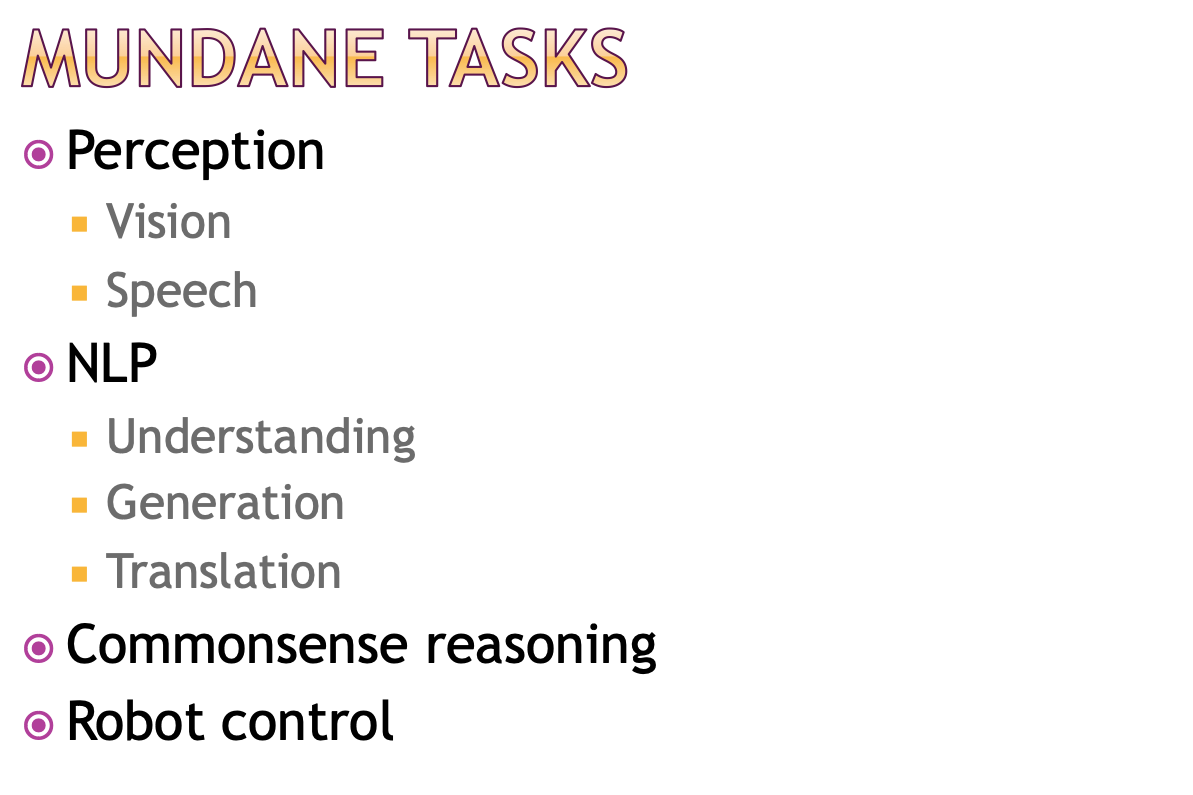 MUNDANE TASKS
Perception
Vision
Speech
NLP
Understanding
Generation
Translation
Commonsense reasoning
Robot control